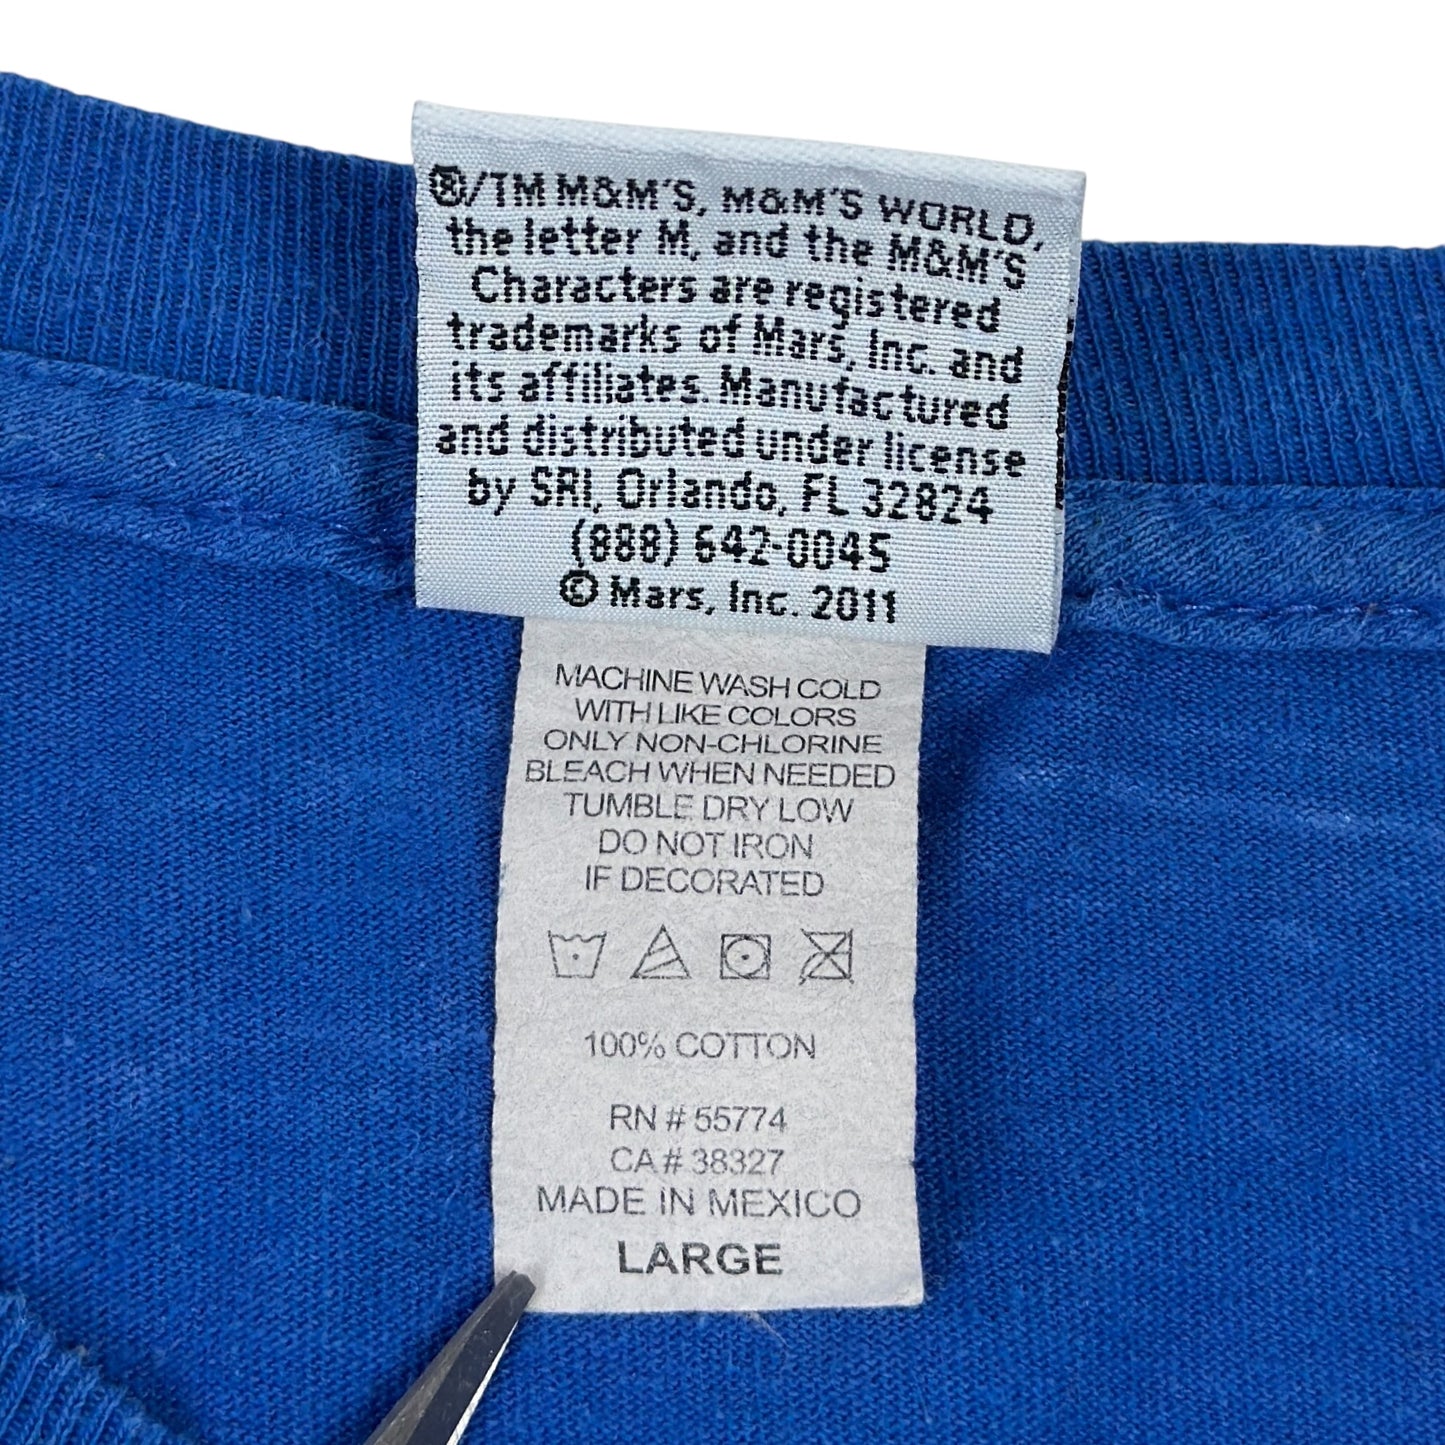 ®/TM M&M'S, M&M'S WORLD,
the letter M, and the M&M'S
Characters are registered
trademarks of Mars, Inc. and
its affiliates. Manufactured
and distributed under license
by SRI, Orlando, FL 32824
(888) 642-0045
© Mars, Inc. 2011
MACHINE WASH COLD
WITH LIKE COLORS
ONLY NON-CHLORINE
BLEACH WHEN NEEDED
TUMBLE DRY LOW
DO NOT IRON
IF DECORATED
100% COTTON
RN # 55774
CA # 38327
MADE IN MEXICO
LARGE